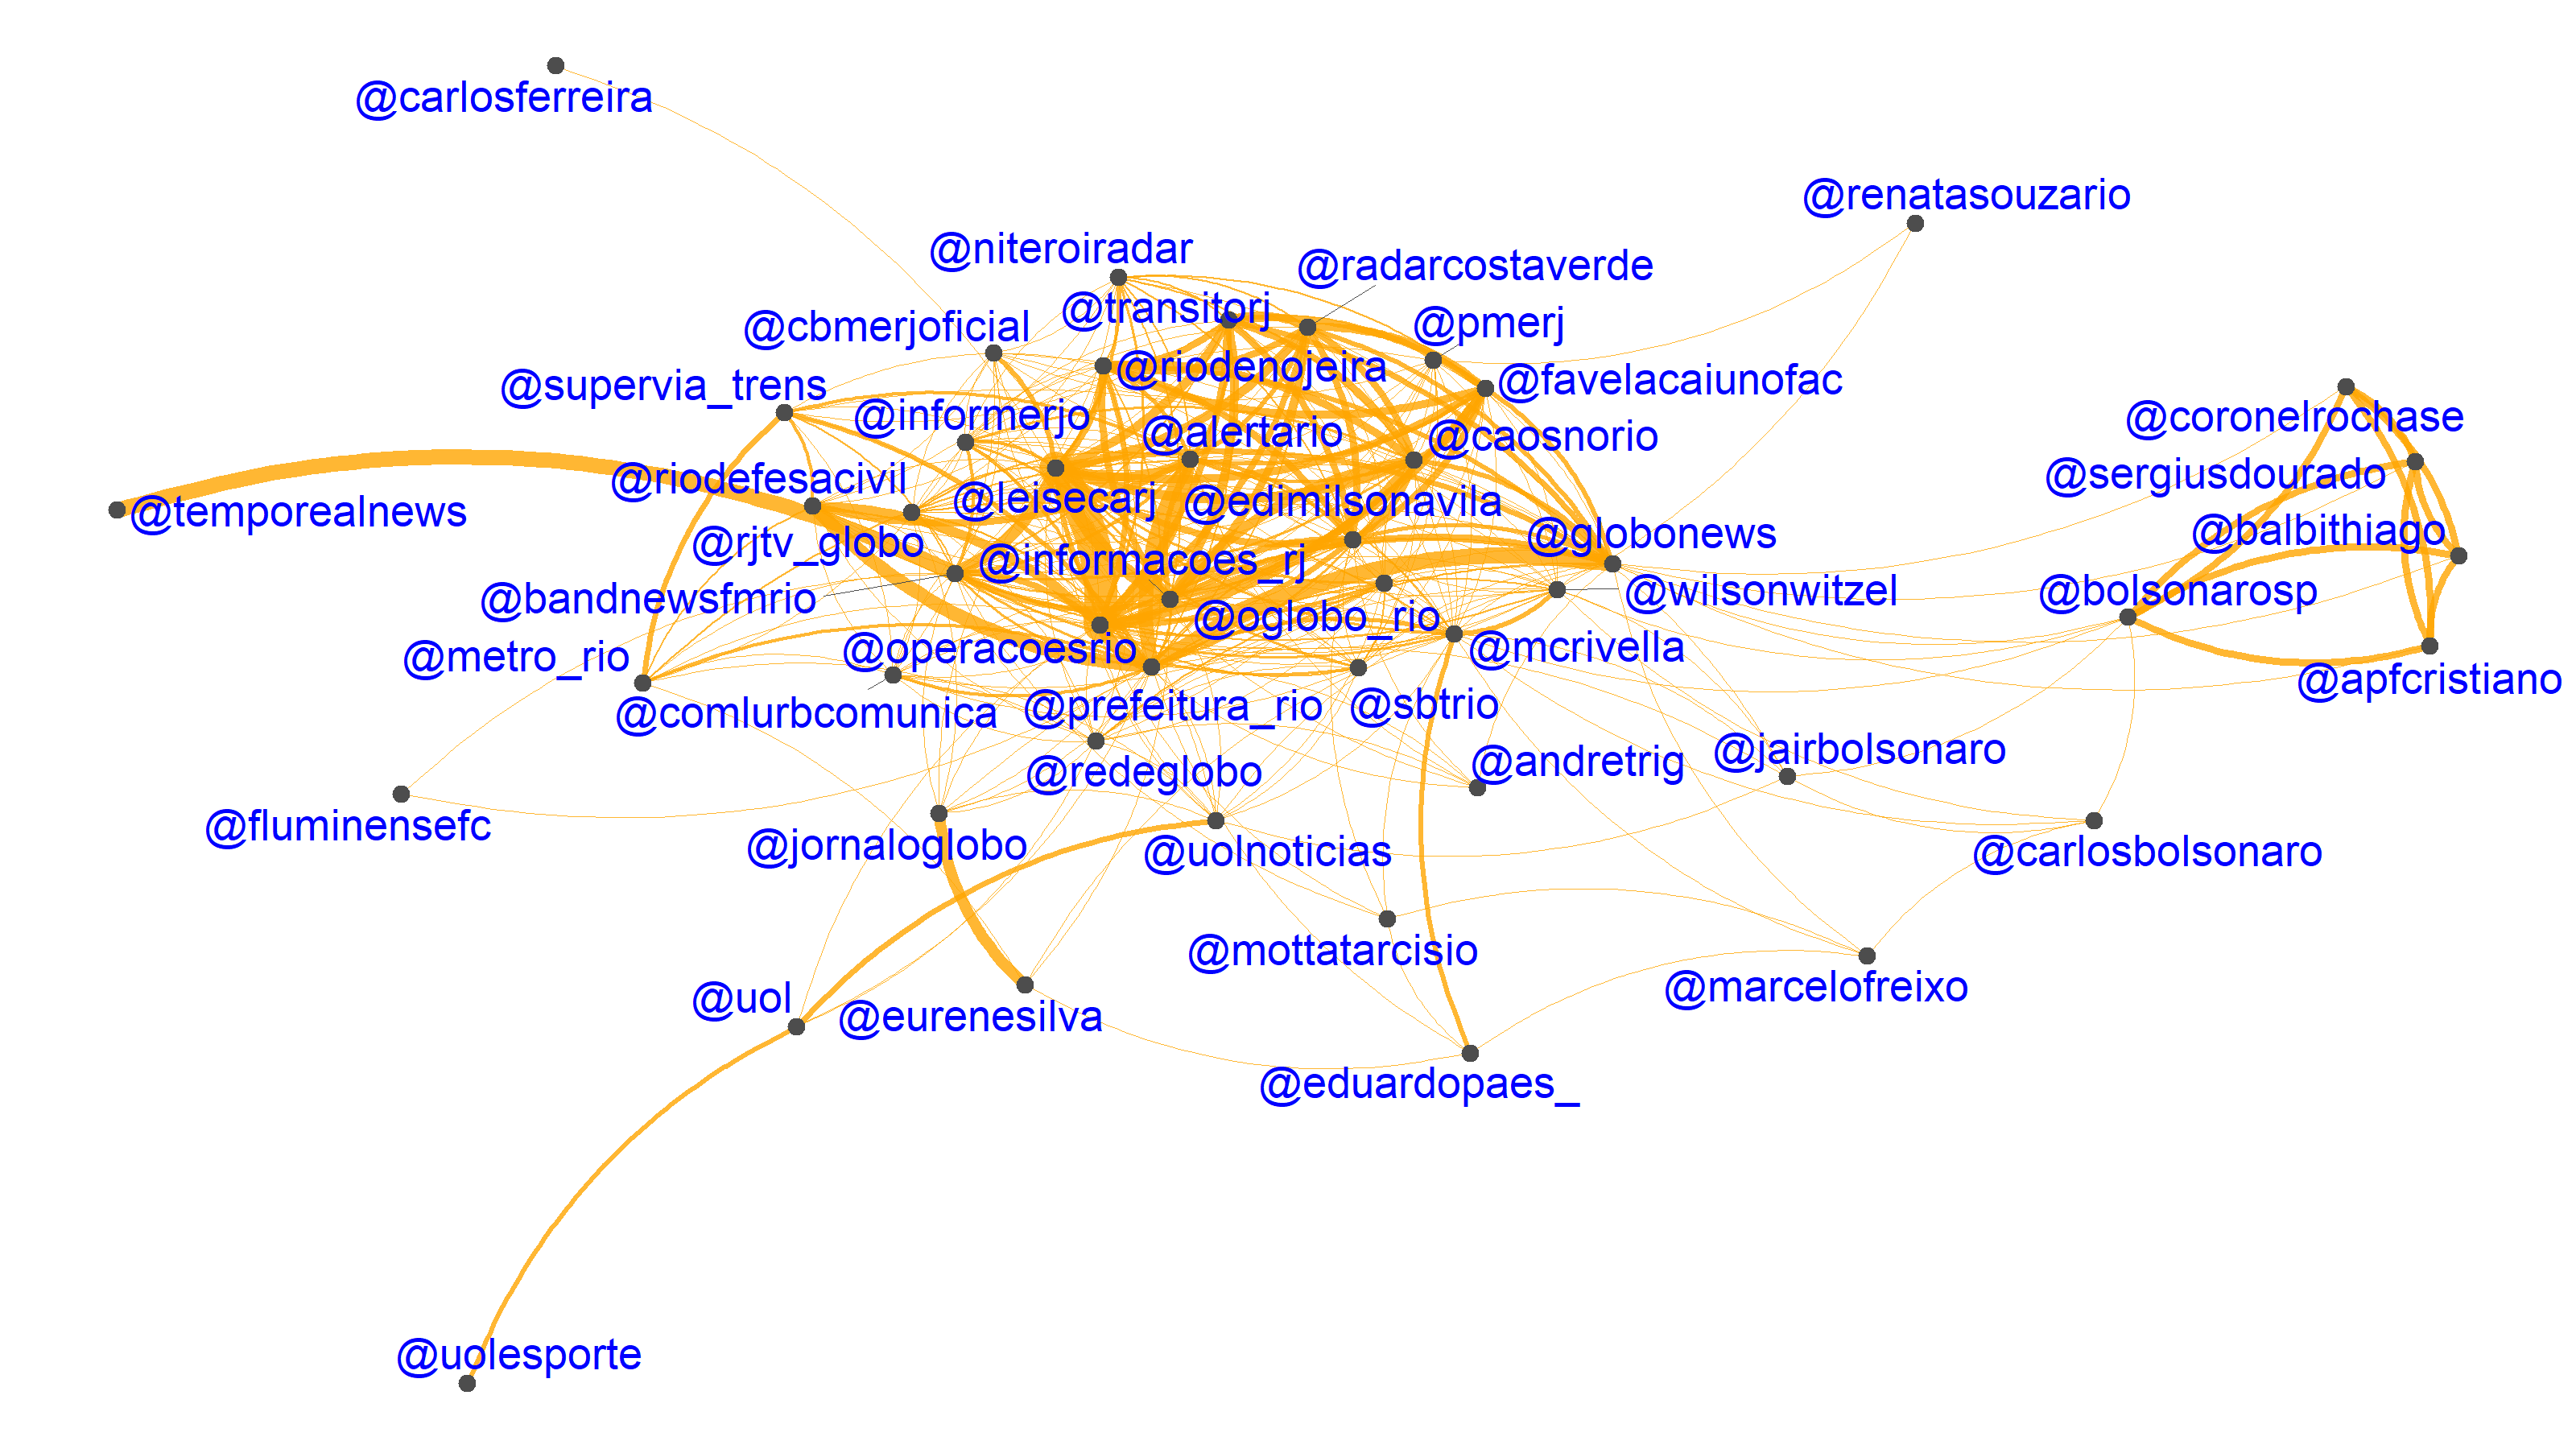 @carlosferreira
@renatasouzario
@niteroiradar
@radarcostaverde
@transitorj
@cbmerjoficial
@pmerj
@riodenojeira
@supervia_trens
@favelacaiunofac
@informerjo
@coronelrochase
@alertario
@caosnorio
@riodefesacivil
@sergiusdourado
@leisecarj
@edimilsonavila
@temporealnews
@balbithiago
@globonews
@rjtv_globo
@informacoes_rj
@bolsonarosp
@wilsonwitzel
@bandnewsfmrio
@oglobo_rio
@mcrivella
@operacoesrio
@metro_rio
@apfcristiano
@sbtrio
@prefeitura_rio
@comlurbcomunica
@jairbolsonaro
@andretrig
@redeglobo
@fluminensefc
@jornaloglobo
@uolnoticias
@carlosbolsonaro
@mottatarcisio
@marcelofreixo
@uol
@eurenesilva
@eduardopaes_
@uolesporte